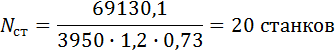 N_ст = 69130,1 / (3950 · 1,2 · 0,73) = 20 станков